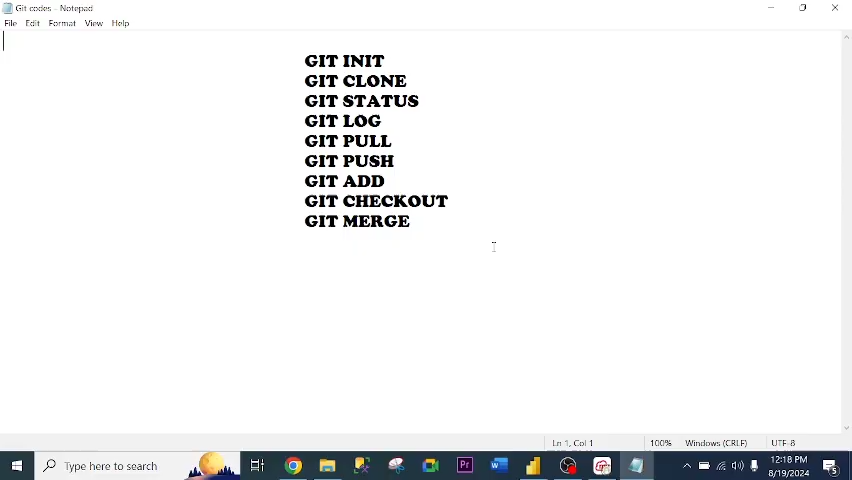 Git codes - Notepad
File Edit Format View Help
GIT INIT
GIT CLONE
GIT STATUS
GIT LOG
GIT PULL
GIT PUSH
GIT ADD
GIT CHECKOUT
GIT MERGE
Ln 1, Col 1 100% Windows (CRLF) UTF-8
Type here to search Pr 12:18 PM
8/19/2024 5